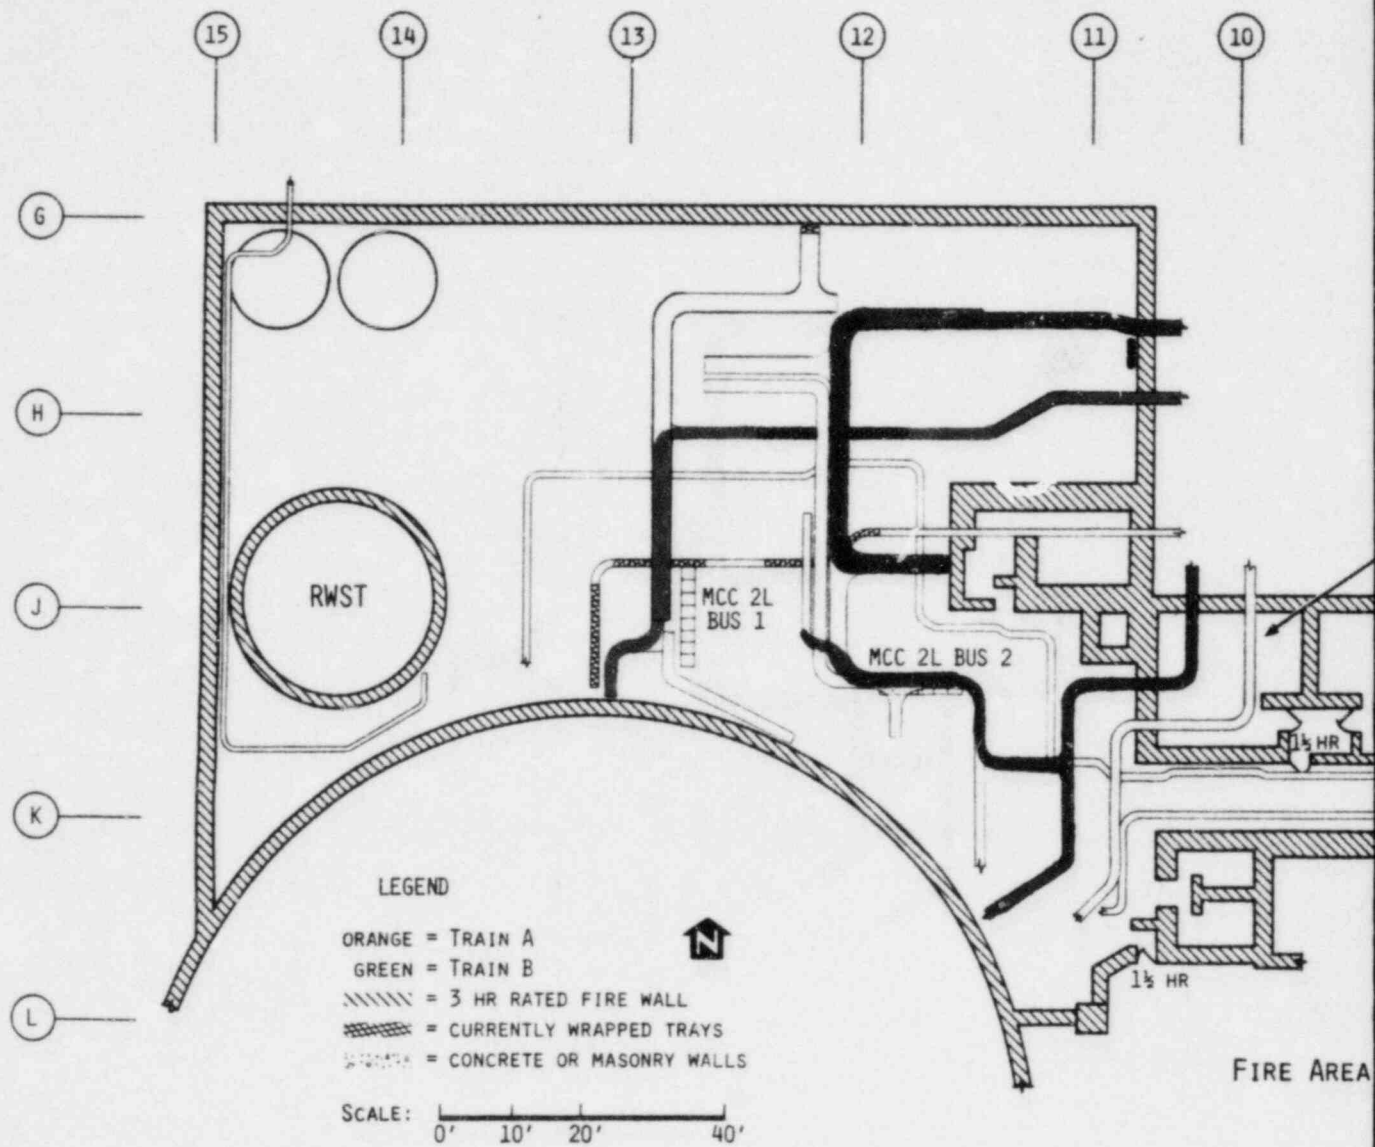 15 14 13 12 11 10
G
H
J
K
L
RWST
MCC 2L
BUS 1
MCC 2L BUS 2
1½ HR
1½ HR
LEGEND
ORANGE = TRAIN A
GREEN = TRAIN B
= 3 HR RATED FIRE WALL
= CURRENTLY WRAPPED TRAYS
= CONCRETE OR MASONRY WALLS
N
SCALE:
0' 10' 20' 40'
FIRE AREA